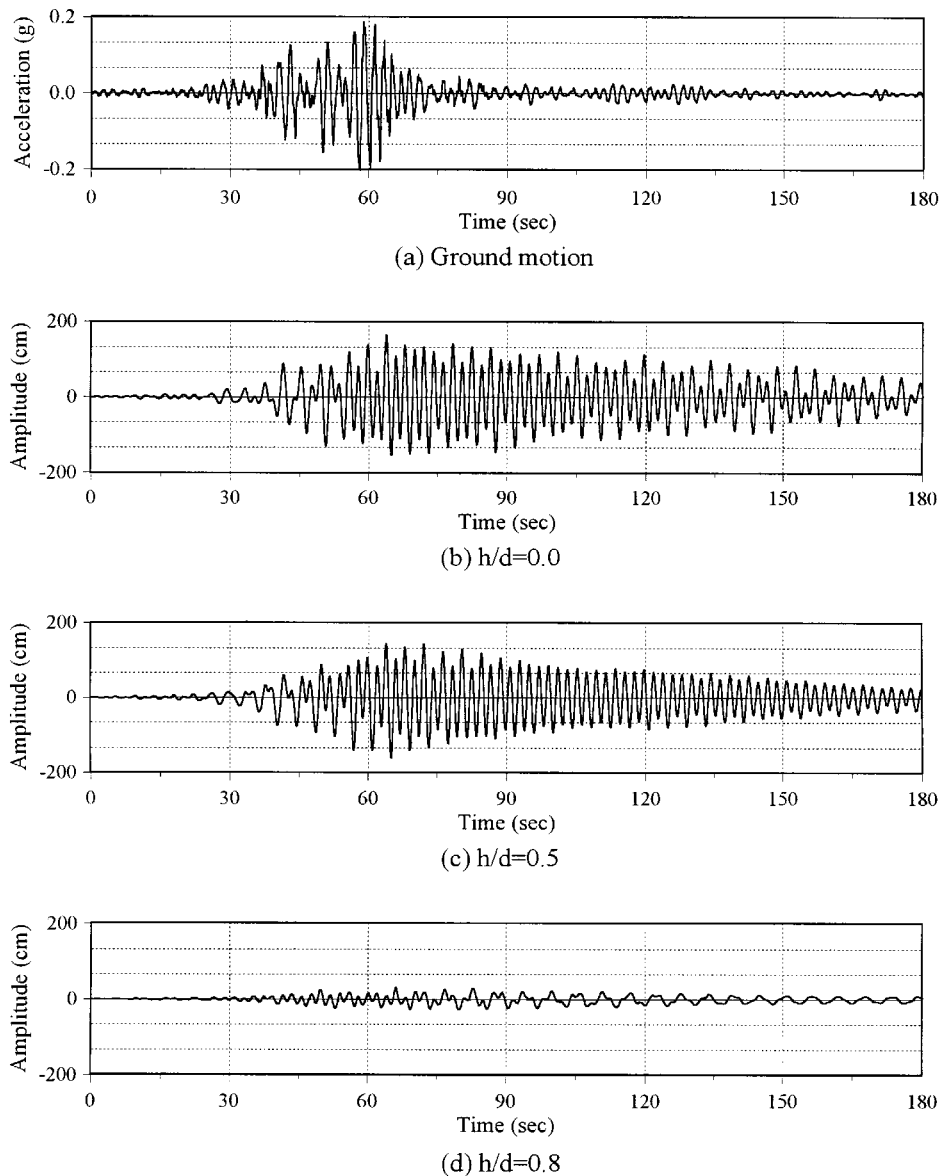 0.2
0.0
-0.2
Acceleration (g)
0 30 60 90 120 150 180
Time (sec)
(a) Ground motion
200
0
-200
Amplitude (cm)
0 30 60 90 120 150 180
Time (sec)
(b) h/d=0.0
200
0
-200
Amplitude (cm)
0 30 60 90 120 150 180
Time (sec)
(c) h/d=0.5
200
0
-200
Amplitude (cm)
0 30 60 90 120 150 180
Time (sec)
(d) h/d=0.8